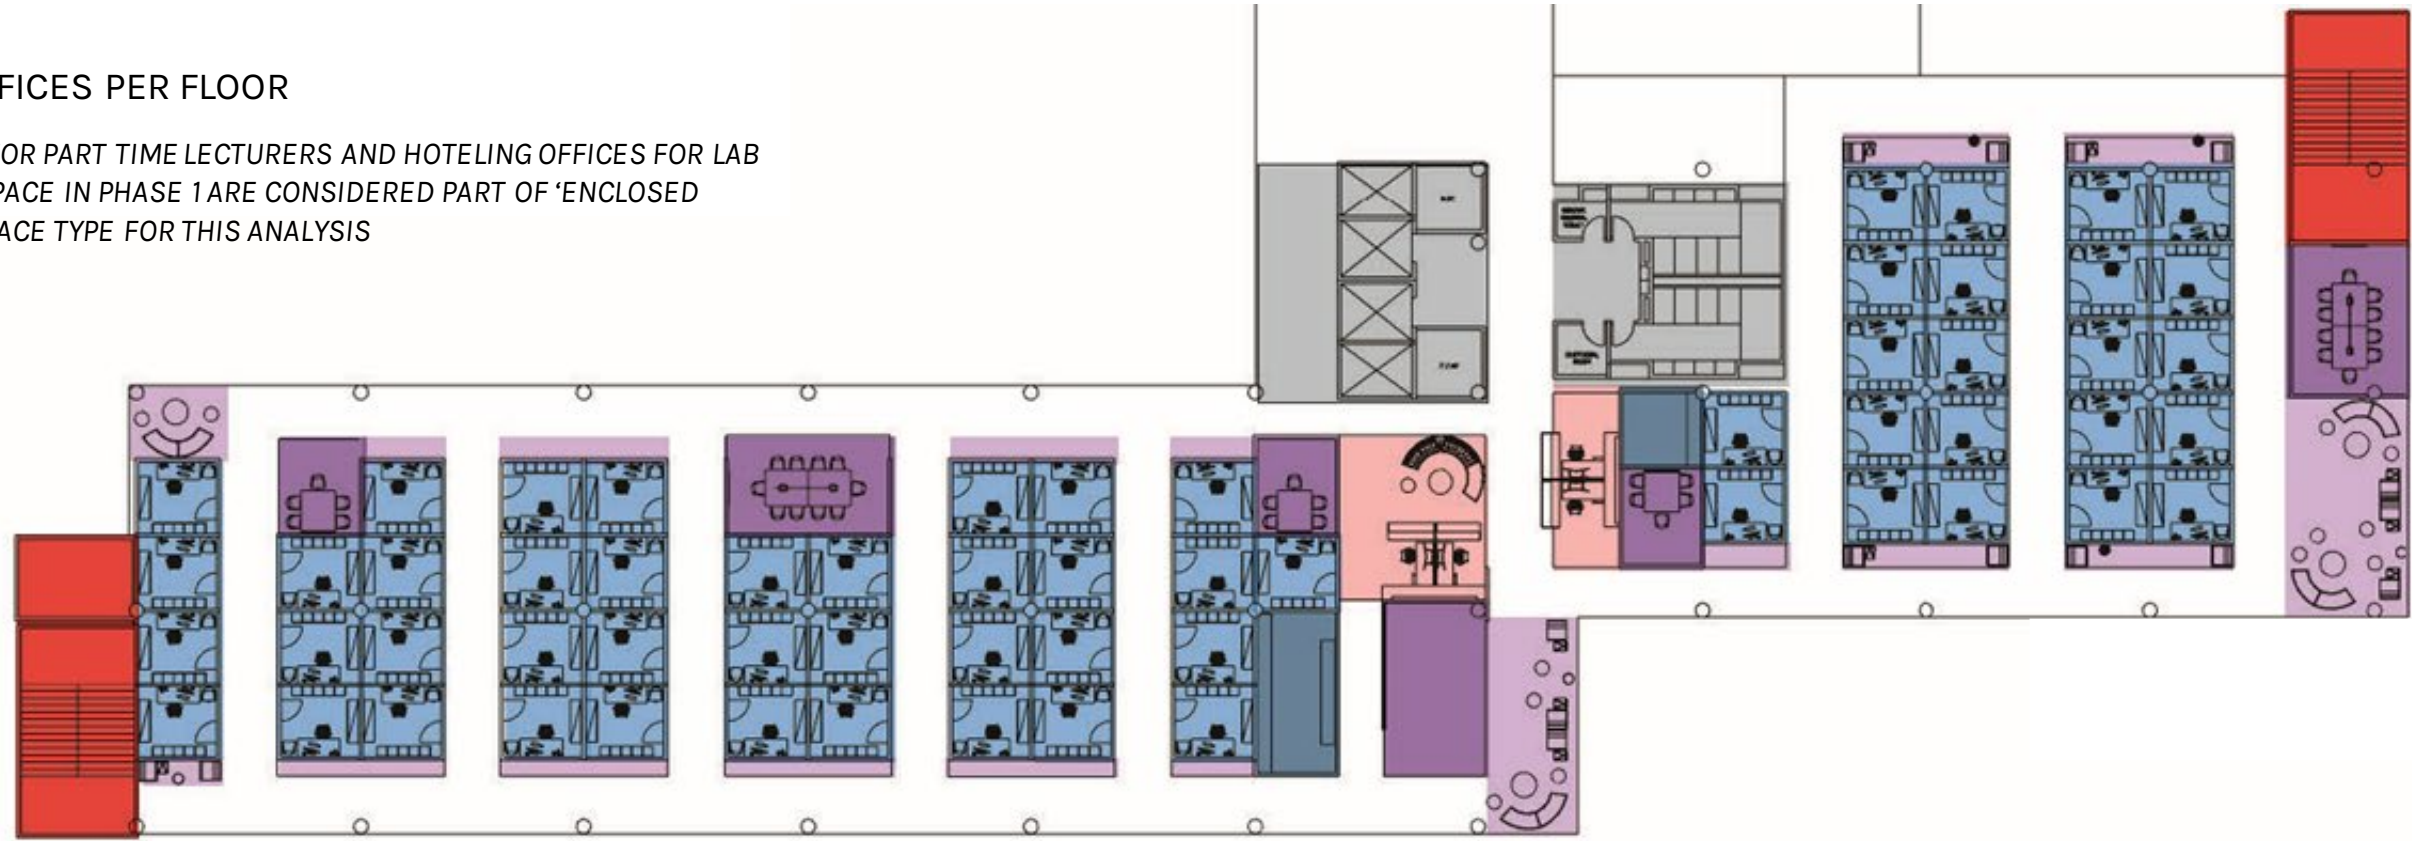 FICES PER FLOOR
OR PART TIME LECTURERS AND HOTELING OFFICES FOR LAB
PACE IN PHASE 1 ARE CONSIDERED PART OF ‘ENCLOSED
ACE TYPE FOR THIS ANALYSIS